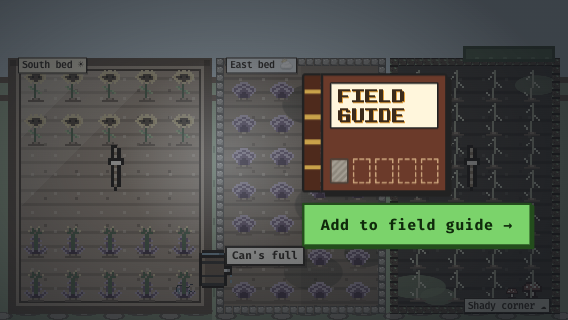 South bed ☀
East bed ☁
FIELD
GUIDE
Add to field guide →
Can's full
Shady corner ☁